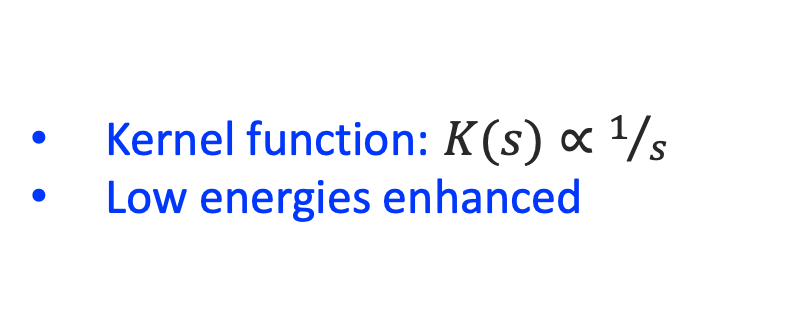 • Kernel function: K(s) ∝ 1/s
• Low energies enhanced